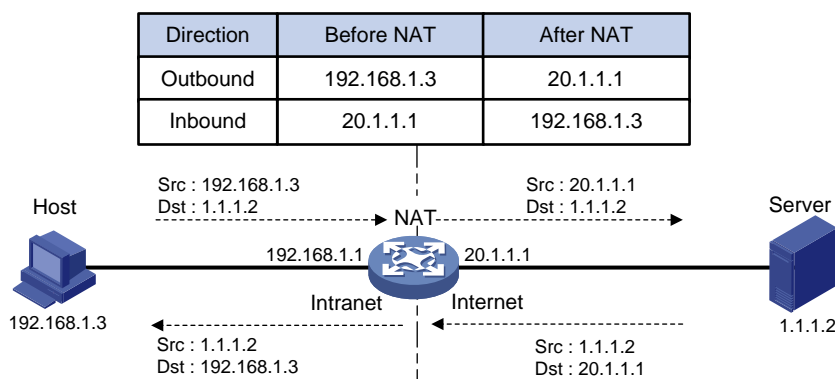 Direction Before NAT After NAT
Outbound 192.168.1.3 20.1.1.1
Inbound 20.1.1.1 192.168.1.3
Src : 192.168.1.3
Dst : 1.1.1.2
Src : 20.1.1.1
Dst : 1.1.1.2
Host
NAT
Server
192.168.1.1
20.1.1.1
Intranet
Internet
192.168.1.3
1.1.1.2
Src : 1.1.1.2
Dst : 192.168.1.3
Src : 1.1.1.2
Dst : 20.1.1.1